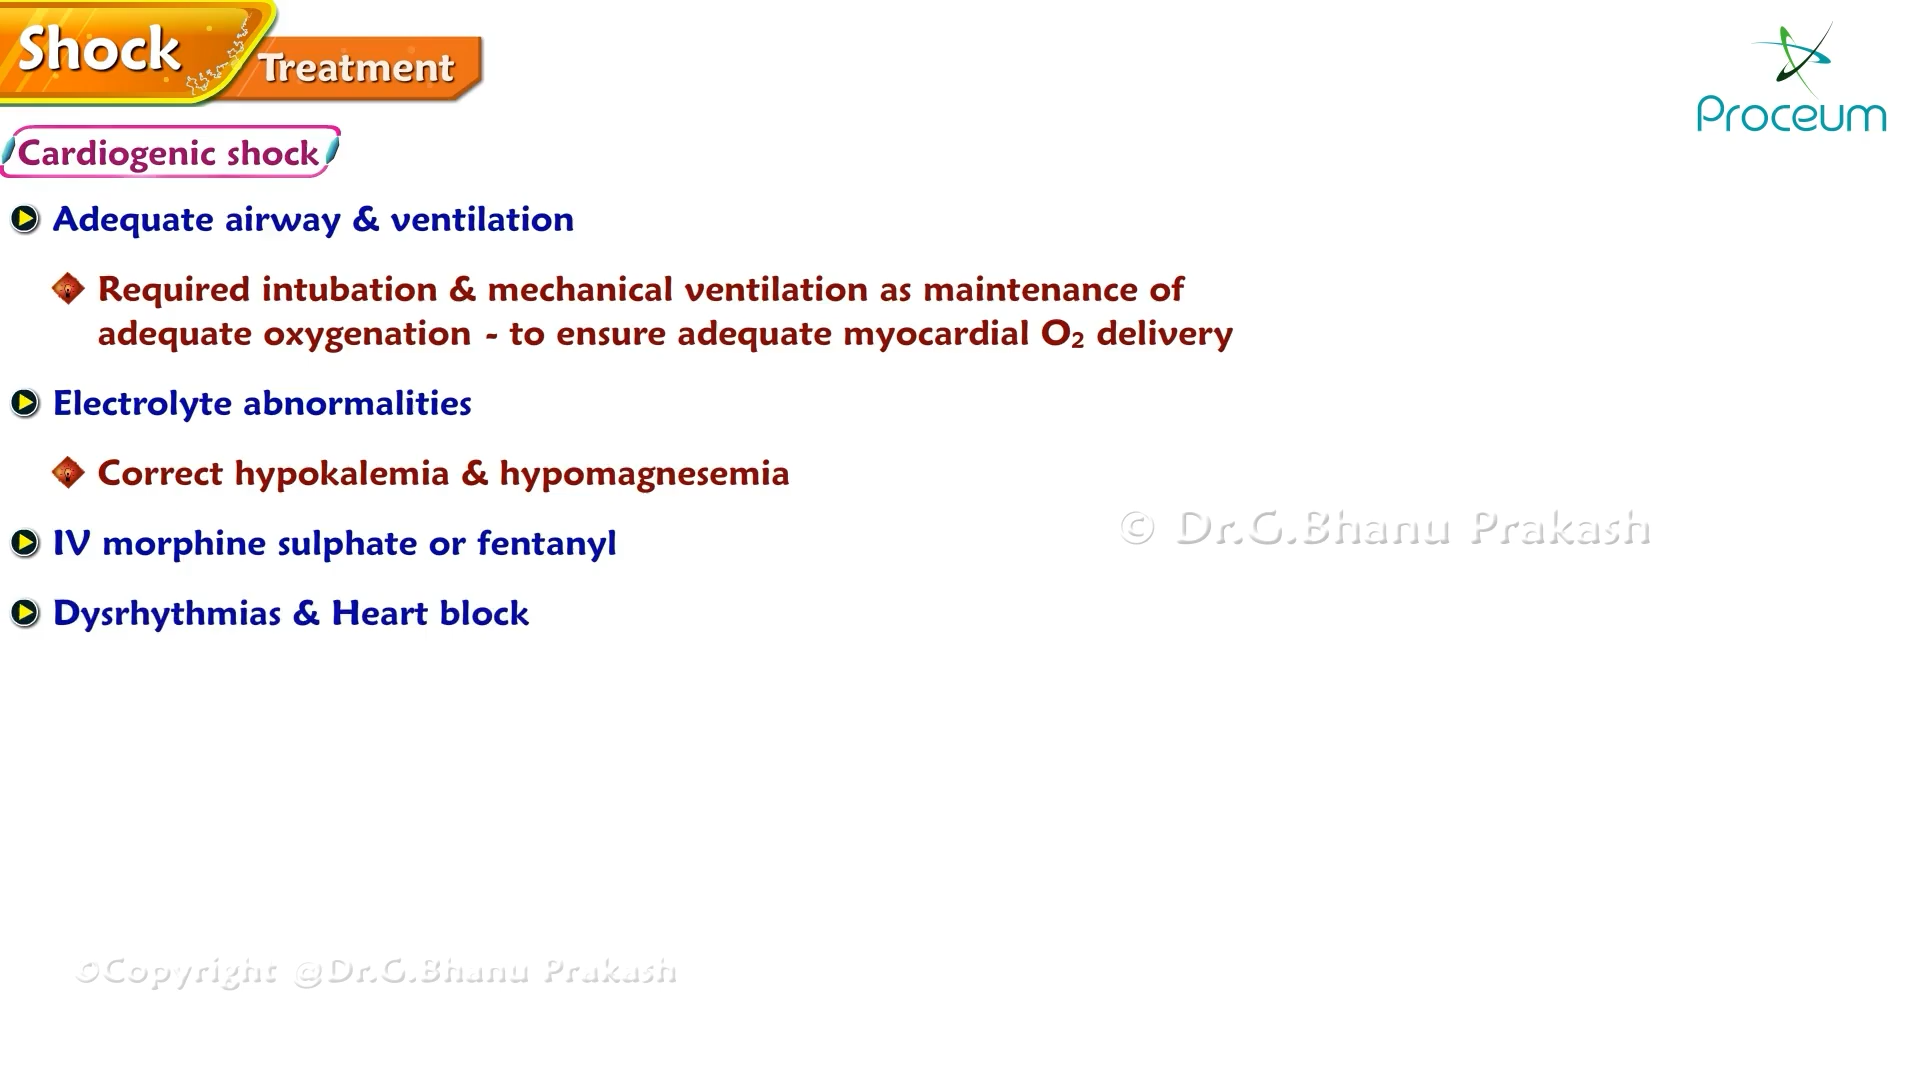 Shock
Treatment
Proceum
Cardiogenic shock
Adequate airway & ventilation
Required intubation & mechanical ventilation as maintenance of
adequate oxygenation - to ensure adequate myocardial O₂ delivery
Electrolyte abnormalities
Correct hypokalemia & hypomagnesemia
© Dr.G.Bhanu Prakash
IV morphine sulphate or fentanyl
Dysrhythmias & Heart block
©Copyright @Dr.G.Bhanu Prakash